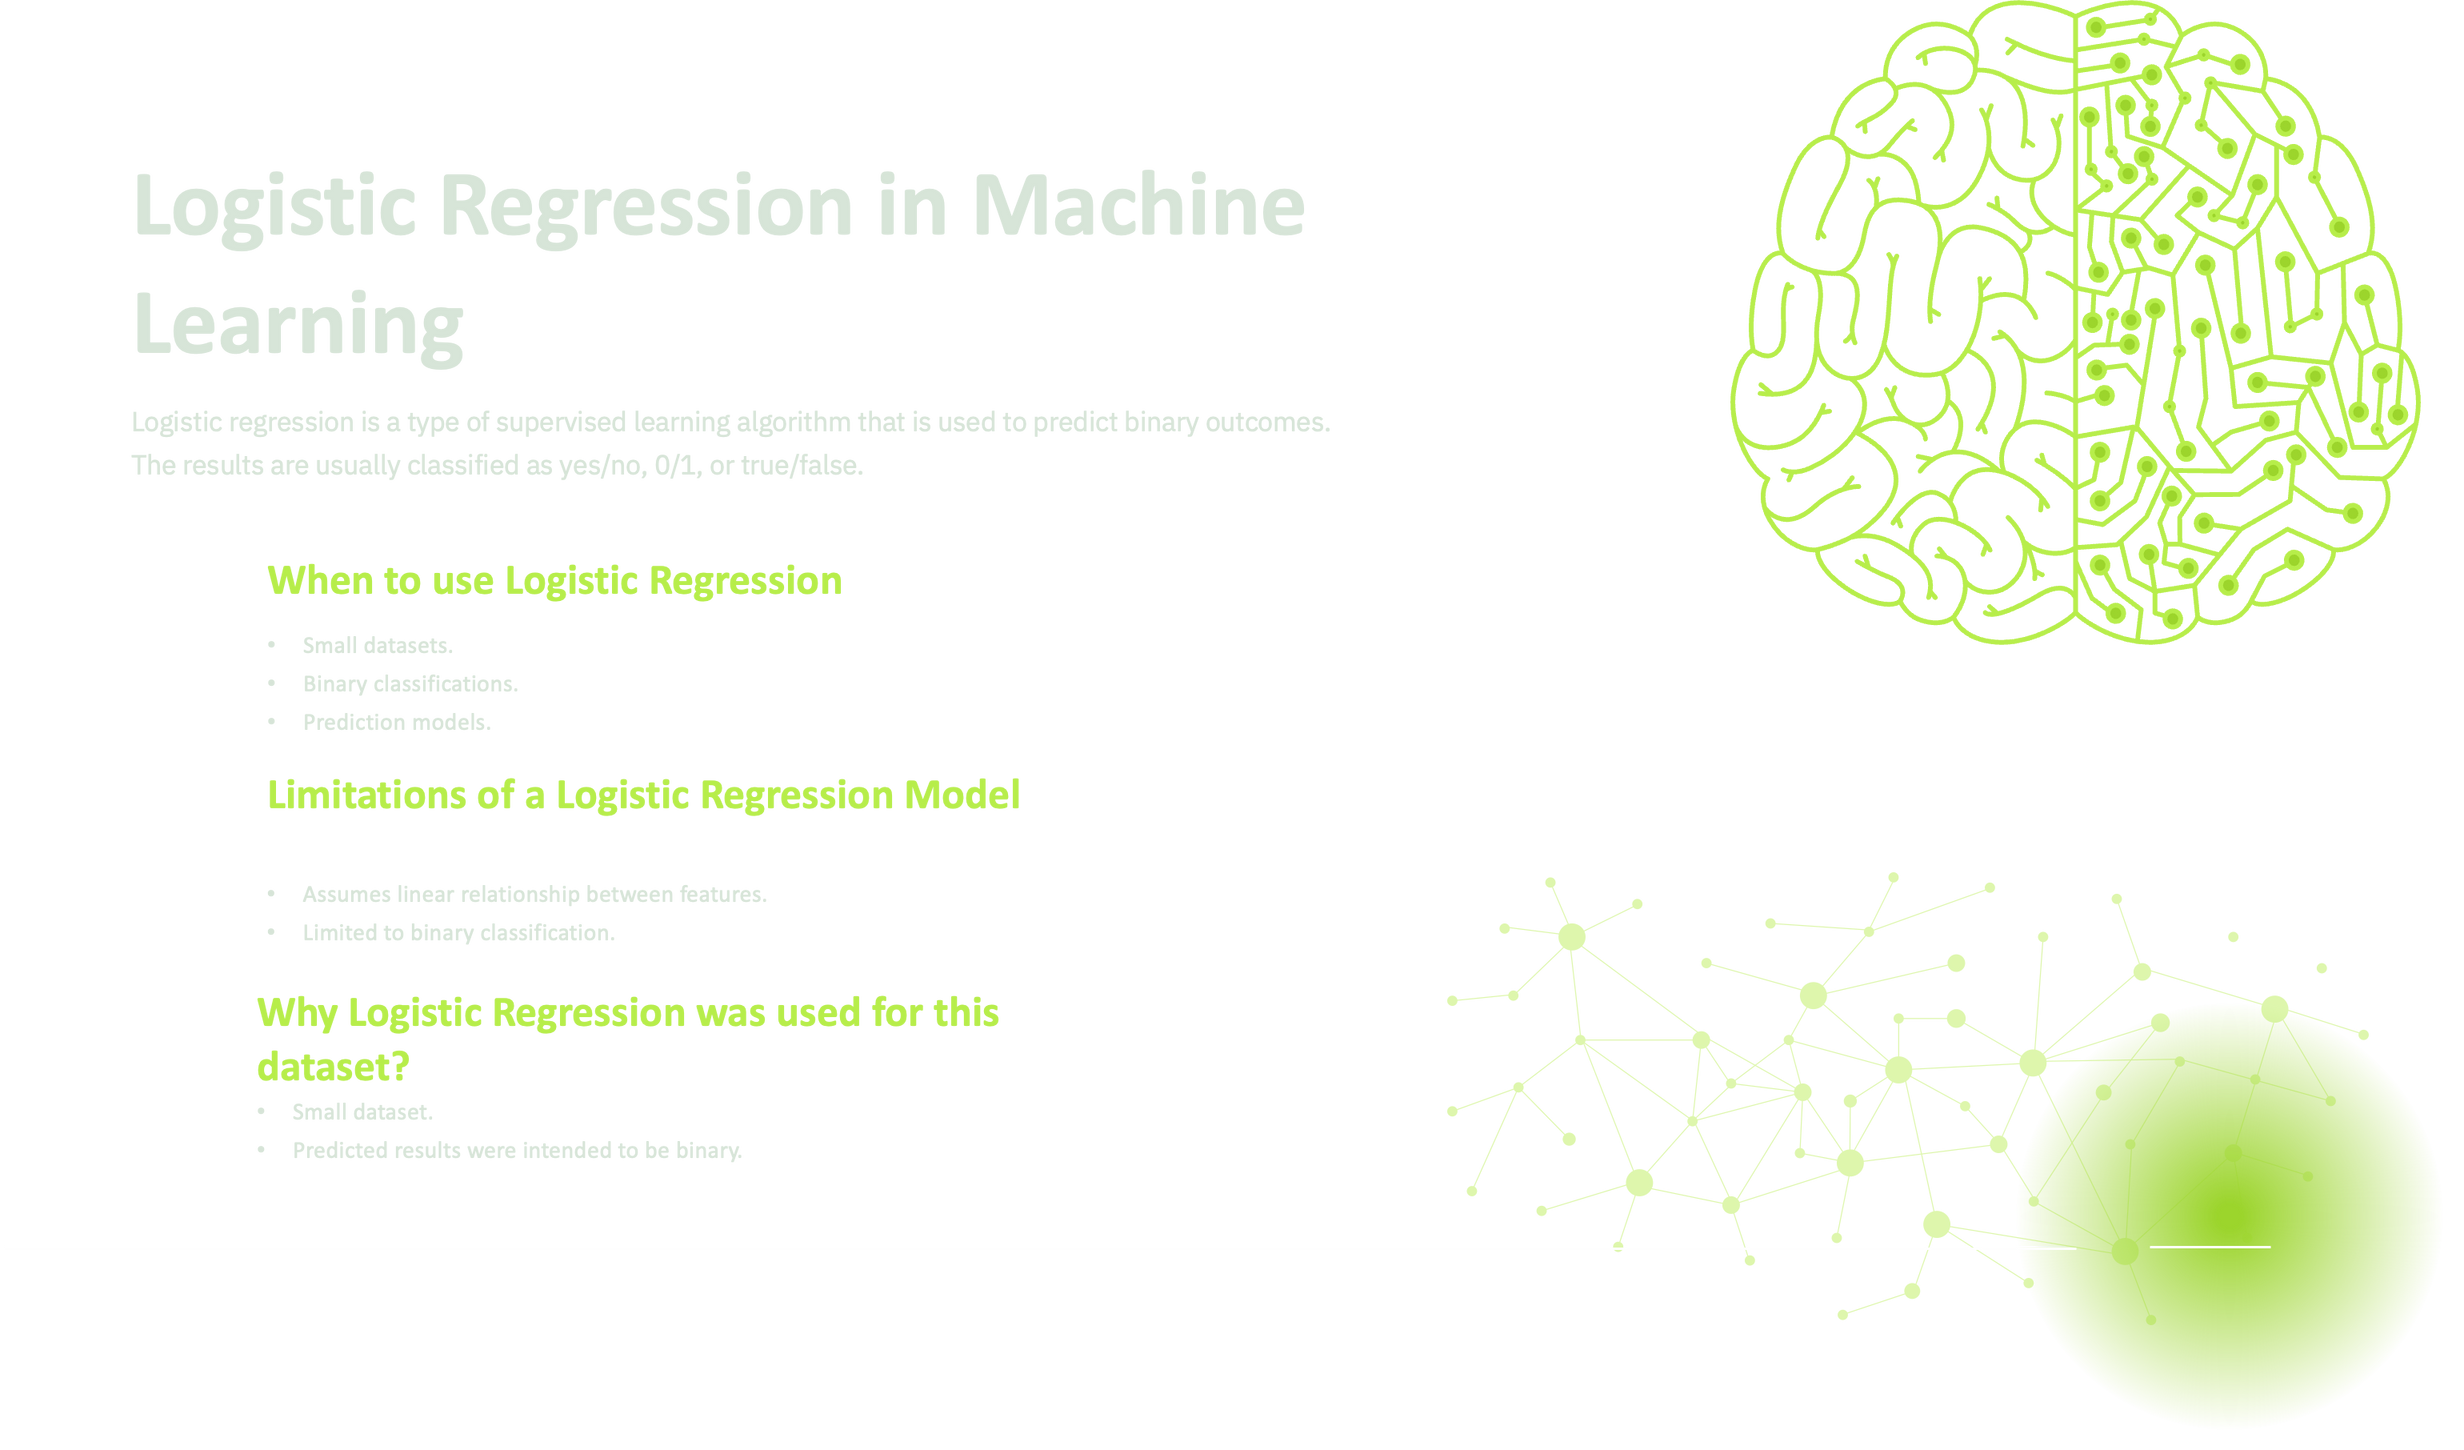 Logistic Regression in Machine
Learning
Logistic regression is a type of supervised learning algorithm that is used to predict binary outcomes.
The results are usually classified as yes/no, 0/1, or true/false.
When to use Logistic Regression
• Small datasets.
• Binary classifications.
• Prediction models.
Limitations of a Logistic Regression Model
• Assumes linear relationship between features.
• Limited to binary classification.
Why Logistic Regression was used for this
dataset?
• Small dataset.
• Predicted results were intended to be binary.